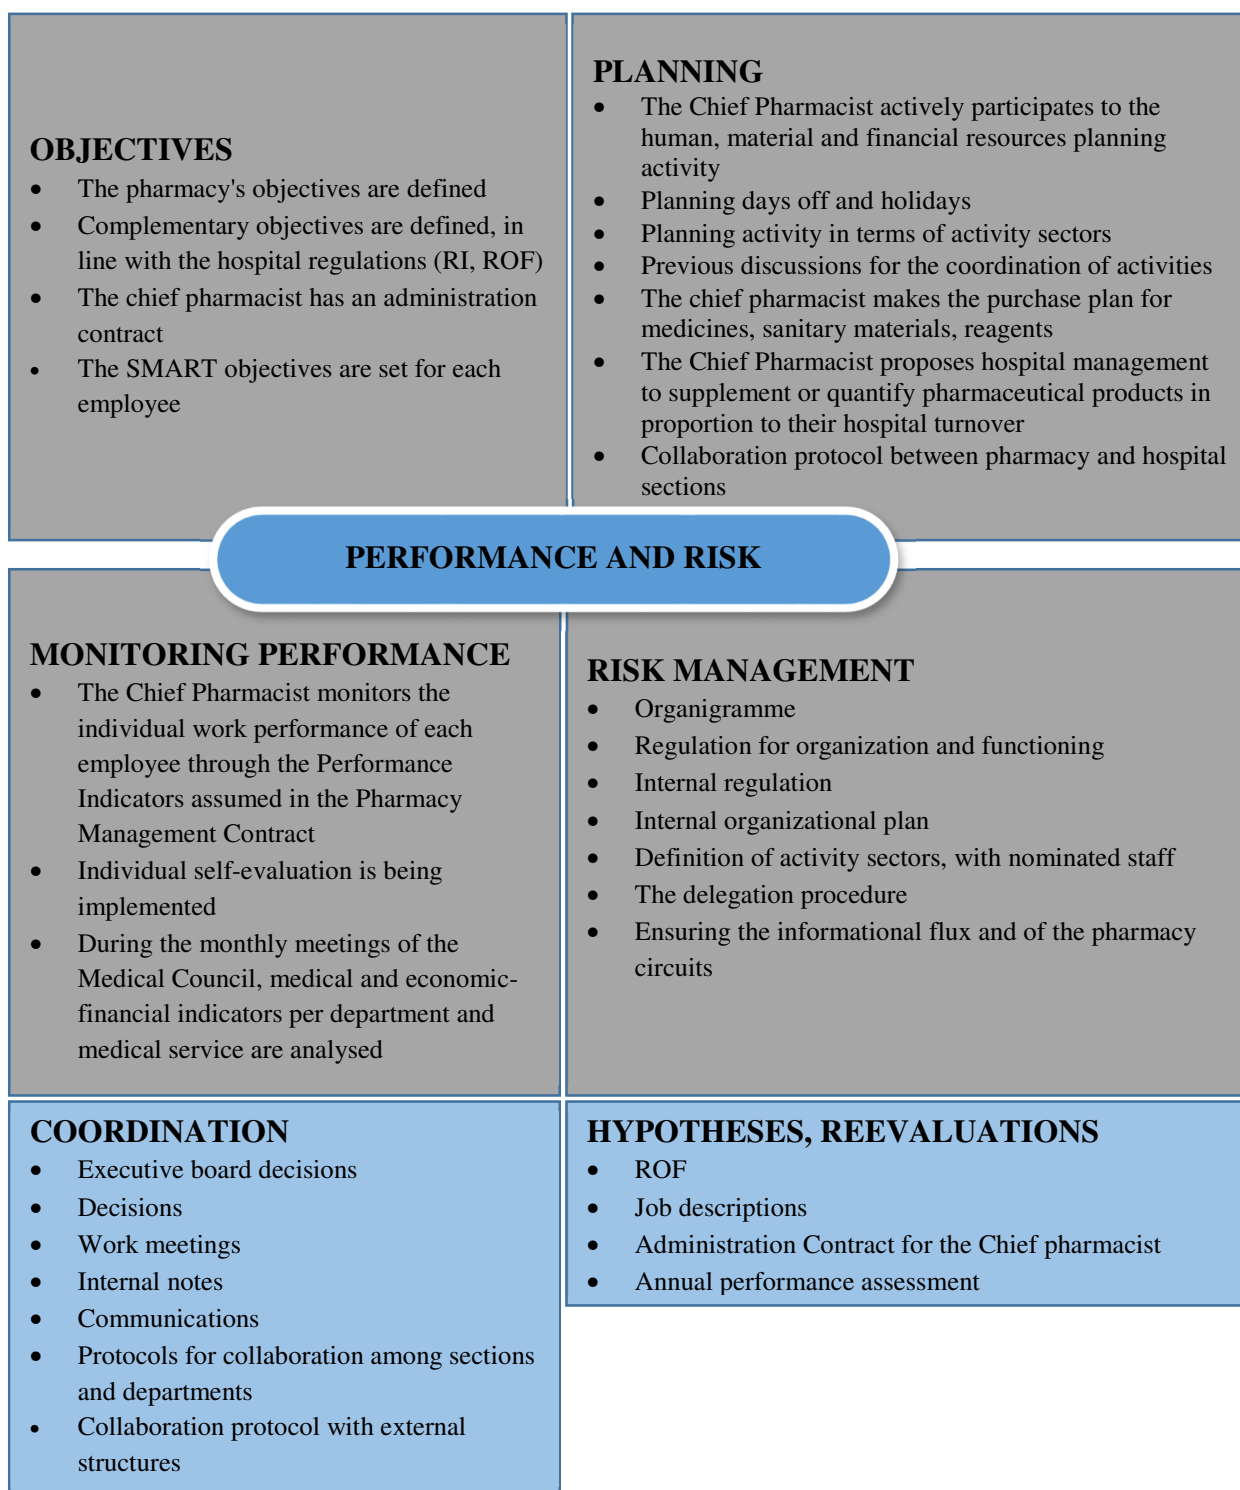 OBJECTIVES
• The pharmacy's objectives are defined
• Complementary objectives are defined, in
line with the hospital regulations (RI, ROF)
• The chief pharmacist has an administration
contract
• The SMART objectives are set for each
employee
PLANNING
• The Chief Pharmacist actively participates to the
human, material and financial resources planning
activity
• Planning days off and holidays
• Planning activity in terms of activity sectors
• Previous discussions for the coordination of activities
• The chief pharmacist makes the purchase plan for
medicines, sanitary materials, reagents
• The Chief Pharmacist proposes hospital management
to supplement or quantify pharmaceutical products in
proportion to their hospital turnover
• Collaboration protocol between pharmacy and hospital
sections
PERFORMANCE AND RISK
MONITORING PERFORMANCE
• The Chief Pharmacist monitors the
individual work performance of each
employee through the Performance
Indicators assumed in the Pharmacy
Management Contract
• Individual self-evaluation is being
implemented
• During the monthly meetings of the
Medical Council, medical and economic-
financial indicators per department and
medical service are analysed
RISK MANAGEMENT
• Organigramme
• Regulation for organization and functioning
• Internal regulation
• Internal organizational plan
• Definition of activity sectors, with nominated staff
• The delegation procedure
• Ensuring the informational flux and of the pharmacy
circuits
COORDINATION
• Executive board decisions
• Decisions
• Work meetings
• Internal notes
• Communications
• Protocols for collaboration among sections
and departments
• Collaboration protocol with external
structures
HYPOTHESES, REEVALUATIONS
• ROF
• Job descriptions
• Administration Contract for the Chief pharmacist
• Annual performance assessment